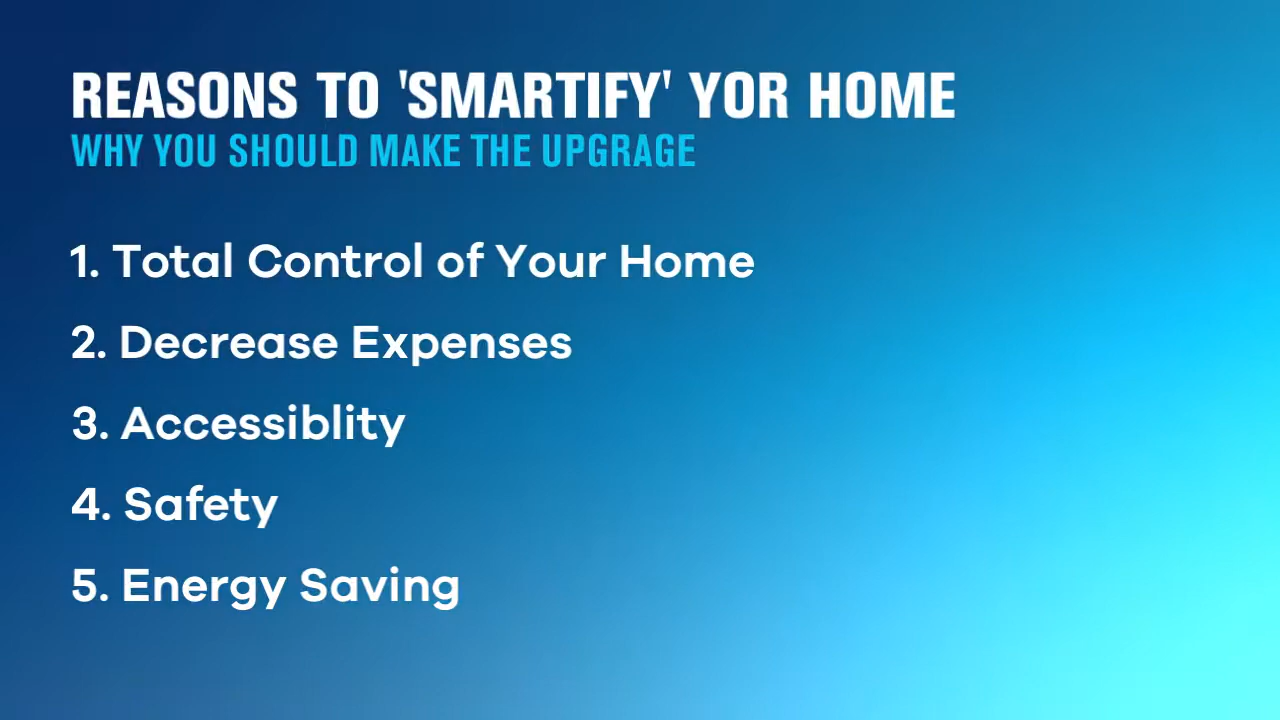 REASONS TO 'SMARTIFY' YOR HOME
WHY YOU SHOULD MAKE THE UPGRAGE
1. Total Control of Your Home
2. Decrease Expenses
3. Accessiblity
4. Safety
5. Energy Saving